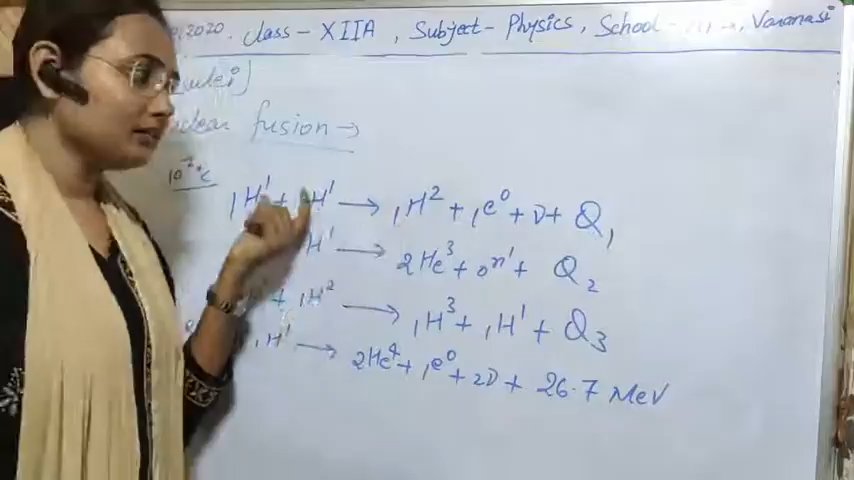 2020. Class - XIIA, Subject - Physics, School - Varanasi
fusion →
₁H¹ + ₁H¹ → ₁H² + ₁e⁰ + ν + Q₁
H¹ → ₂He³ + ₀n¹ + Q₂
+ ₁H² → ₁H³ + ₁H¹ + Q₃
₁H¹ → ₂He⁴ + ₁e⁰ + 2ν + 26.7 MeV